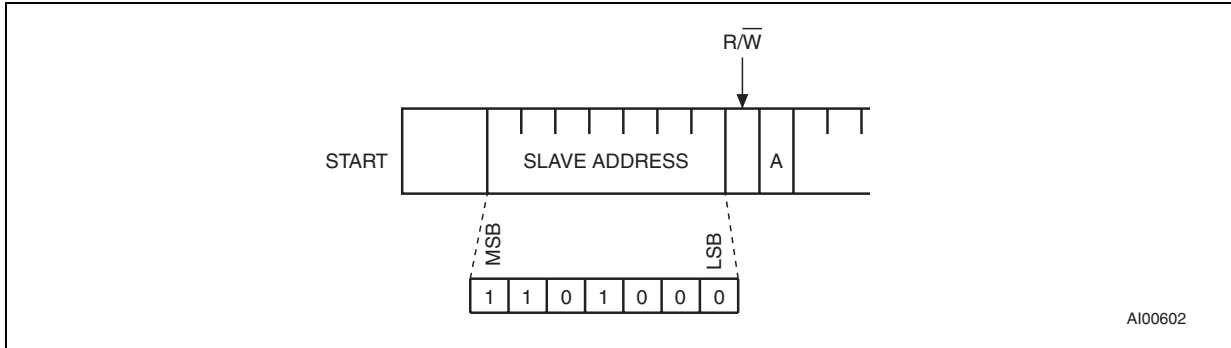 R/W̅
START
SLAVE ADDRESS
A
MSB
LSB
1 1 0 1 0 0 0
AI00602